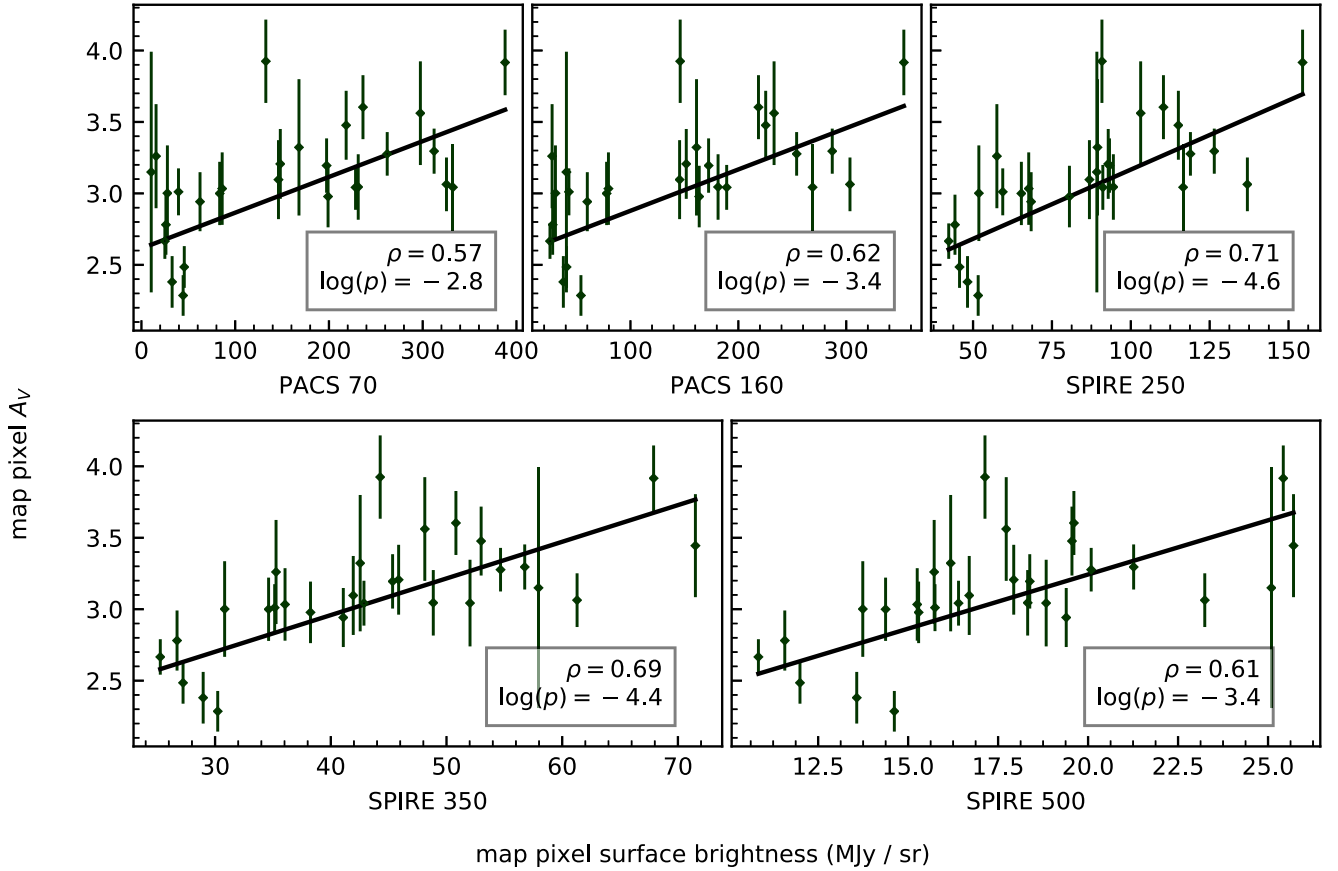 4.0
3.5
3.0
2.5
ρ = 0.57
log(p) = − 2.8
ρ = 0.62
log(p) = − 3.4
ρ = 0.71
log(p) = − 4.6
0 100 200 300 400
100 200 300
50 75 100 125 150
PACS 70
PACS 160
SPIRE 250
map pixel A_V
4.0
3.5
3.0
2.5
ρ = 0.69
log(p) = − 4.4
ρ = 0.61
log(p) = − 3.4
30 40 50 60 70
12.5 15.0 17.5 20.0 22.5 25.0
SPIRE 350
SPIRE 500
map pixel surface brightness (MJy / sr)